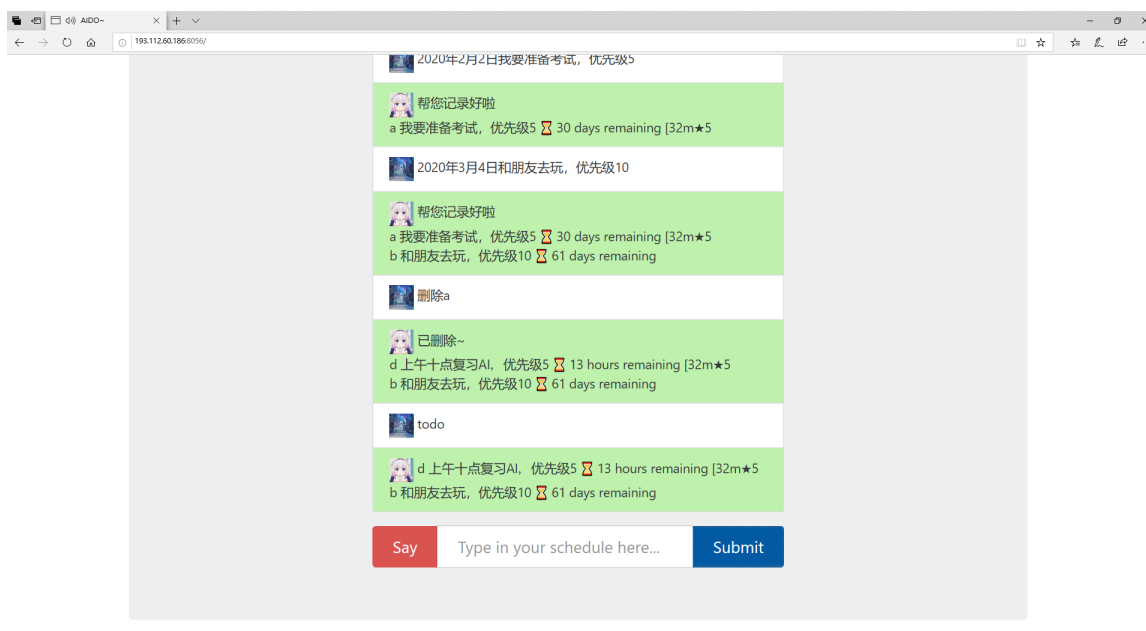 AIDO~
193.112.60.186:8056/
2020年2月2日我要准备考试，优先级5
帮您记录好啦
a 我要准备考试，优先级5 ⌛ 30 days remaining [32m★5
2020年3月4日和朋友去玩，优先级10
帮您记录好啦
a 我要准备考试，优先级5 ⌛ 30 days remaining [32m★5
b 和朋友去玩，优先级10 ⌛ 61 days remaining
删除a
已删除~
d 上午十点复习AI，优先级5 ⌛ 13 hours remaining [32m★5
b 和朋友去玩，优先级10 ⌛ 61 days remaining
todo
d 上午十点复习AI，优先级5 ⌛ 13 hours remaining [32m★5
b 和朋友去玩，优先级10 ⌛ 61 days remaining
Say Type in your schedule here... Submit